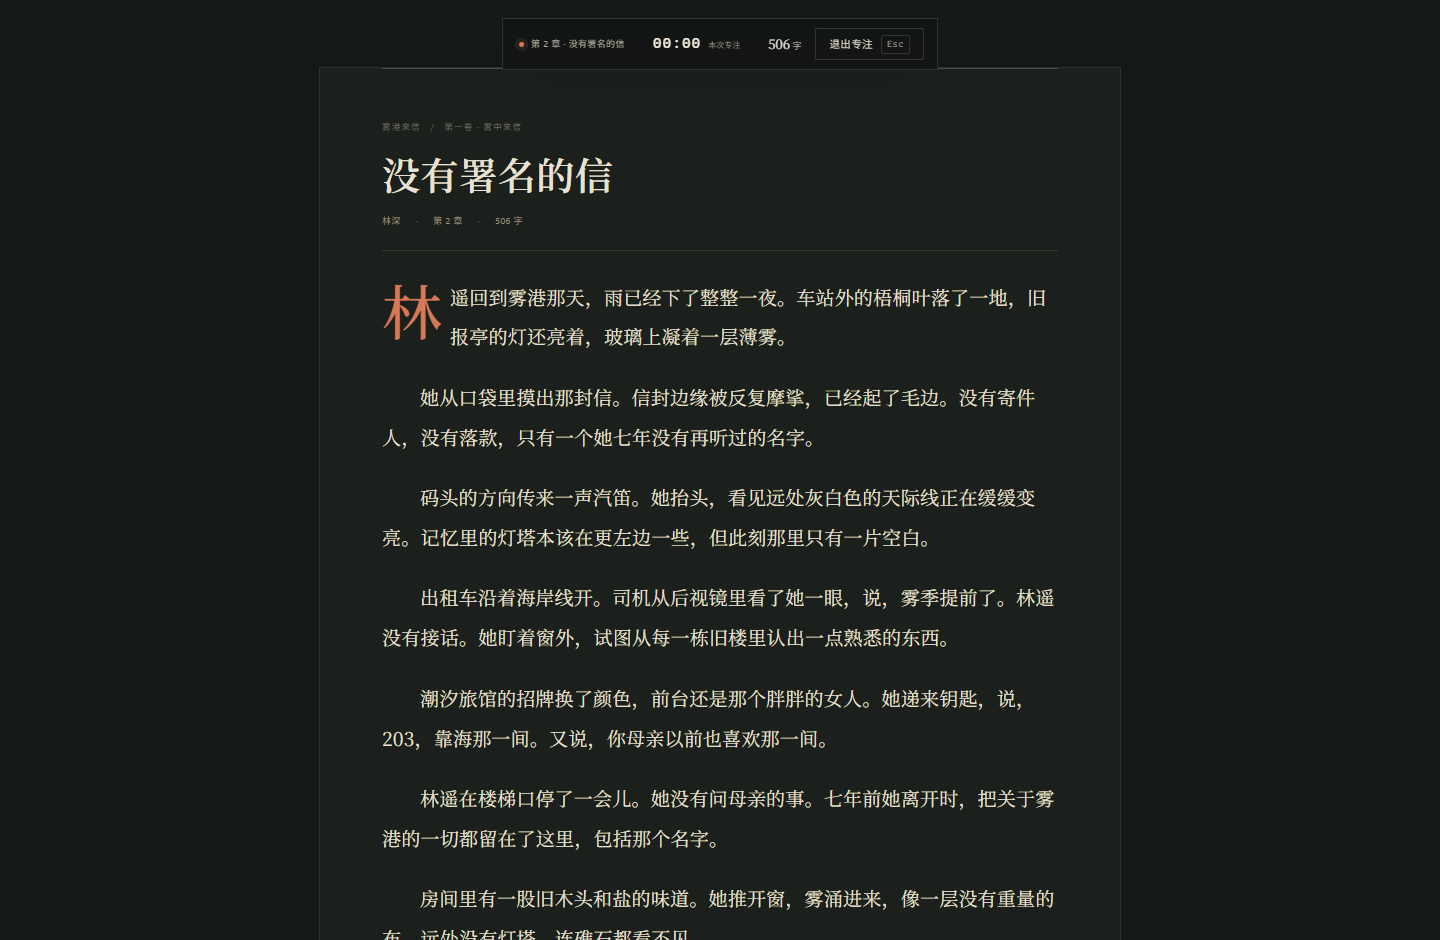 第 2 章 · 没有署名的信 00:00 本次专注 506 字 退出专注 Esc
雾港来信 / 第一卷 · 雾中来信
没有署名的信
林深 · 第 2 章 · 506 字
林遥回到雾港那天，雨已经下了整整一夜。车站外的梧桐叶落了一地，旧
报亭的灯还亮着，玻璃上凝着一层薄雾。
她从口袋里摸出那封信。信封边缘被反复摩挲，已经起了毛边。没有寄件
人，没有落款，只有一个她七年没有再听过的名字。
码头的方向传来一声汽笛。她抬头，看见远处灰白色的天际线正在缓缓变
亮。记忆里的灯塔本该在更左边一些，但此刻那里只有一片空白。
出租车沿着海岸线开。司机从后视镜里看了她一眼，说，雾季提前了。林遥
没有接话。她盯着窗外，试图从每一栋旧楼里认出一点熟悉的东西。
潮汐旅馆的招牌换了颜色，前台还是那个胖胖的女人。她递来钥匙，说，
203，靠海那一间。又说，你母亲以前也喜欢那一间。
林遥在楼梯口停了一会儿。她没有问母亲的事。七年前她离开时，把关于雾
港的一切都留在了这里，包括那个名字。
房间里有一股旧木头和盐的味道。她推开窗，雾涌进来，像一层没有重量的
布。远处没有灯塔，连礁石都看不见。